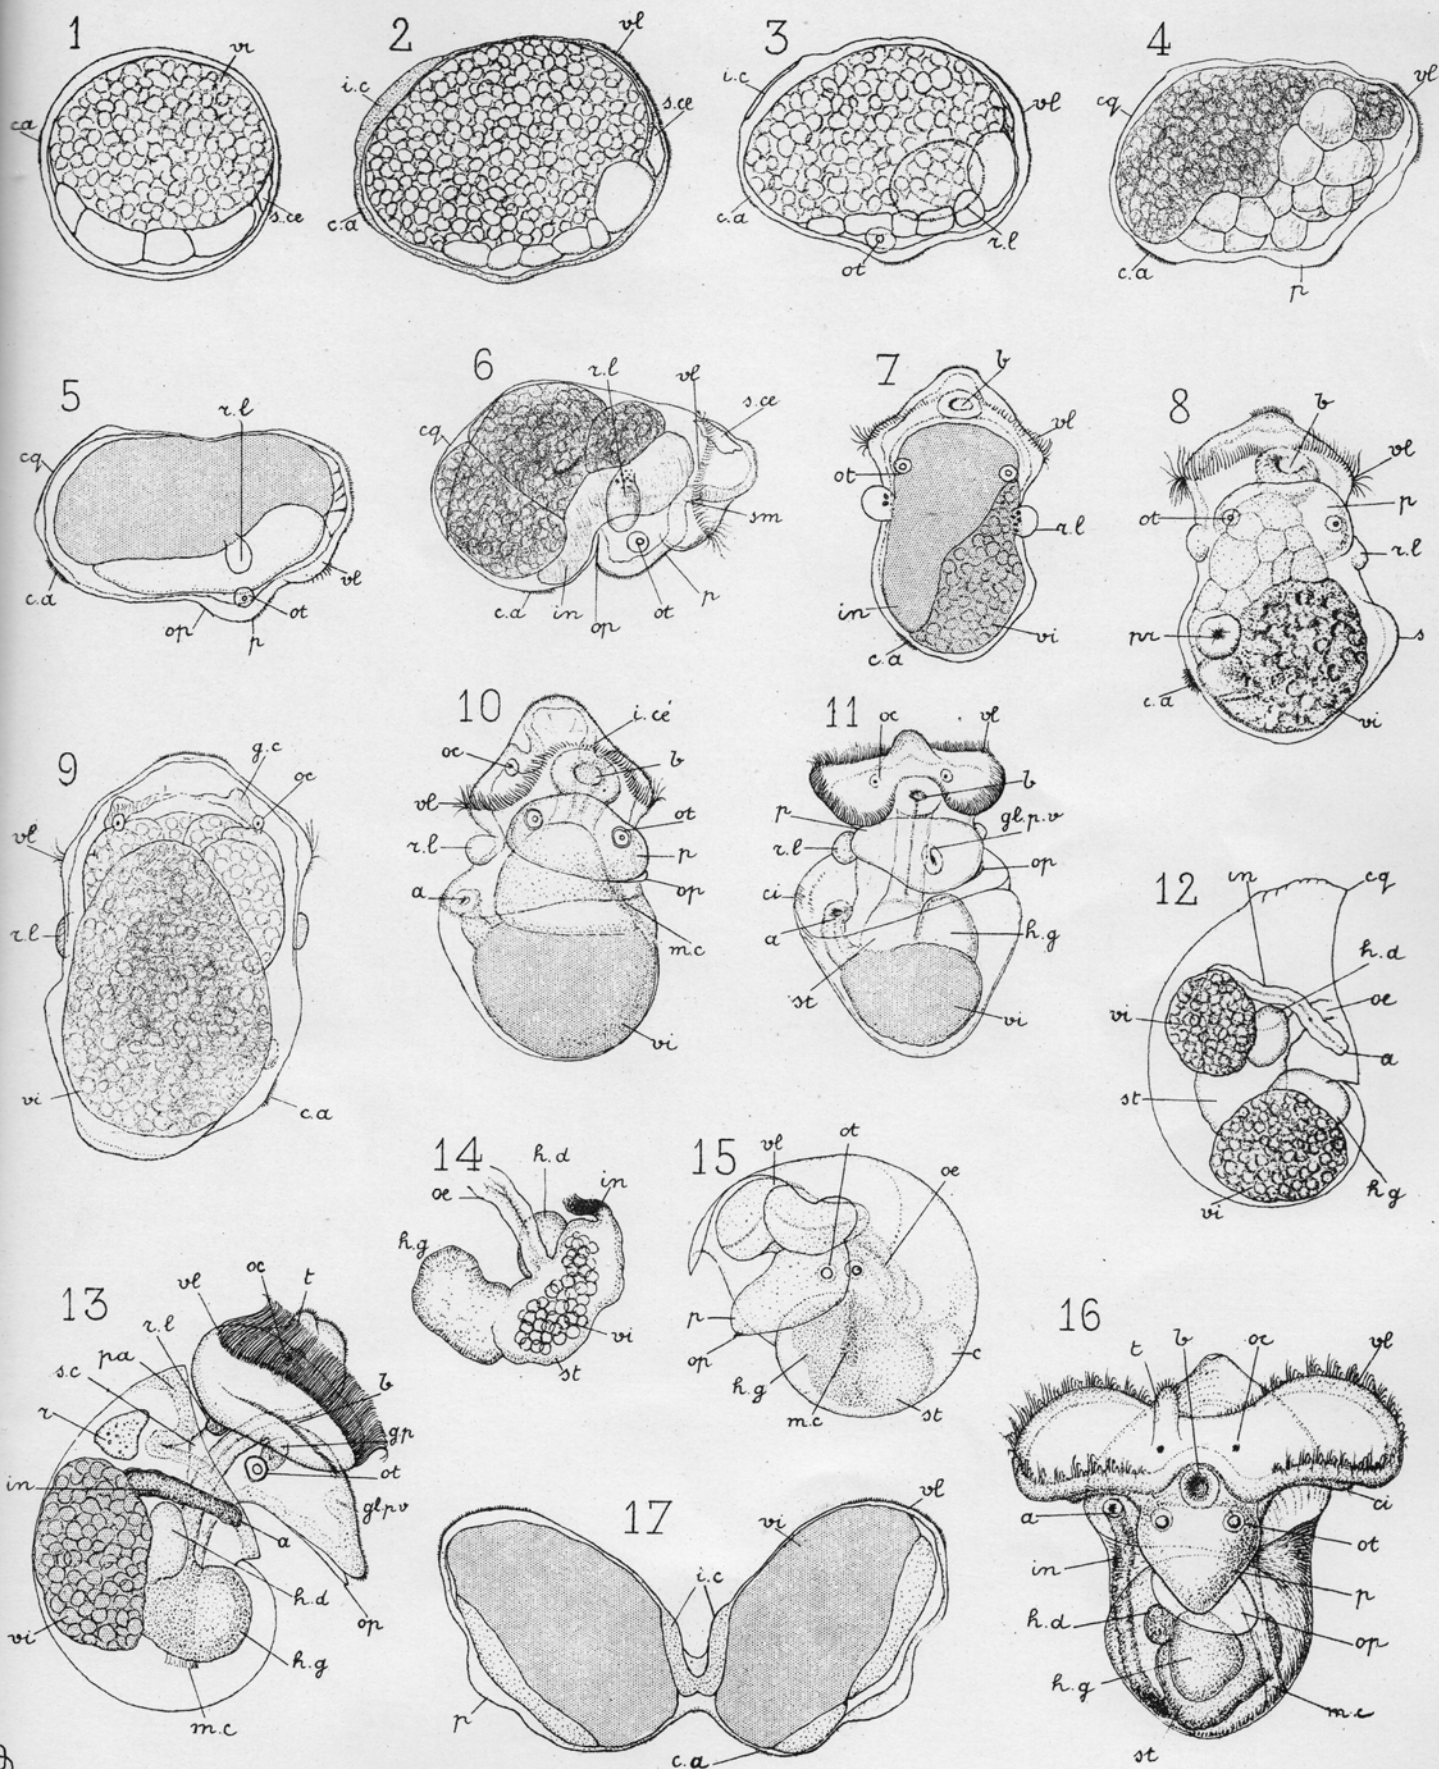 1
vi
ca
s.ce
2
vl
i.c
s.ce
c.a
3
i.c
vl
c.a
r.l
ot
4
vl
cq
c.a
p
5
r.l
cq
c.a
vl
op
ot
p
6
r.l
vl
s.ce
cq
sm
c.a
in
op
ot
p
7
b
vl
ot
r.l
in
vi
c.a
8
b
vl
p
ot
r.l
pr
s
c.a
vi
9
g.c
oc
vl
r.l
vi
c.a
10
i.cé
oc
b
vl
ot
r.l
p
a
op
m.c
vi
11
oc
vl
b
p
gl.p.v
r.l
op
ci
a
h.g
st
vi
12
in
cq
h.d
oe
vi
a
st
h.g
vi
13
oc
t
vl
r.l
pa
s.c
b
r
g.p
ot
in
gl.p.v
a
h.d
op
vi
h.g
m.c
14
h.d
in
oe
h.g
vi
st
15
vl
ot
oe
p
op
c
h.g
st
m.c
16
t
b
oc
vl
ci
a
ot
in
p
h.d
op
h.g
m.c
st
17
vi
vl
i.c
p
c.a